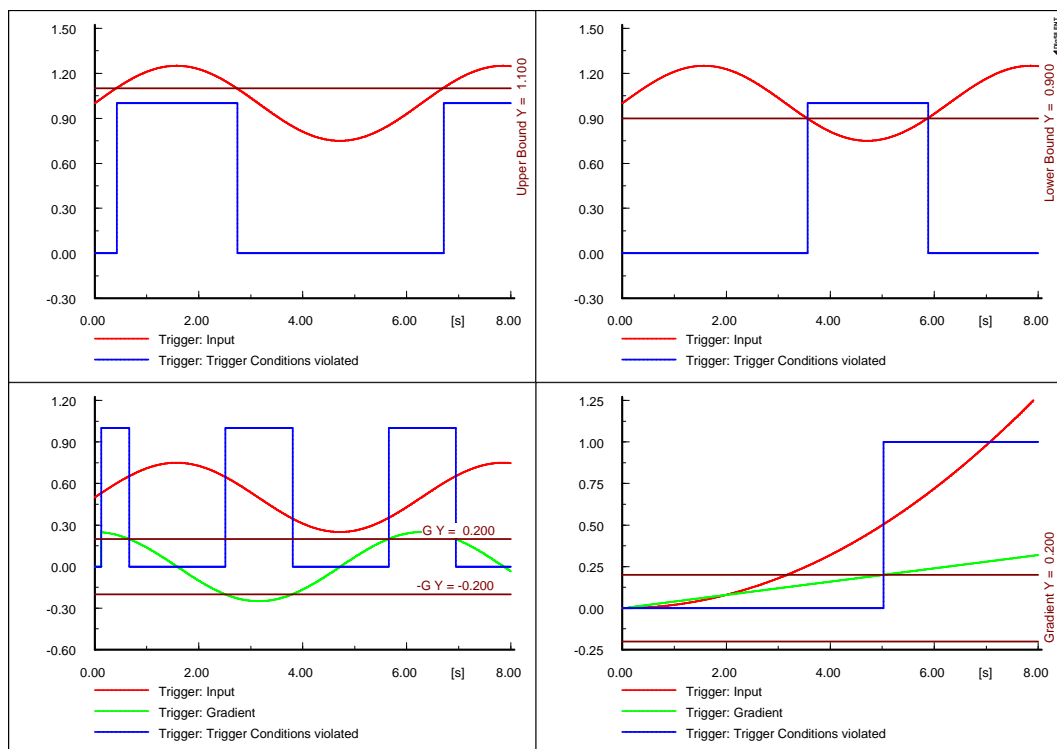 1.50
1.20
0.90
0.60
0.30
0.00
-0.30
0.00
2.00
4.00
6.00
[s]
8.00
Upper Bound Y = 1.100
Trigger: Input
Trigger: Trigger Conditions violated
1.50
1.20
0.90
0.60
0.30
0.00
-0.30
0.00
2.00
4.00
6.00
[s]
8.00
Lower Bound Y = 0.900
DIgSILENT
Trigger: Input
Trigger: Trigger Conditions violated
1.20
0.90
0.60
0.30
0.00
-0.30
-0.60
0.00
2.00
4.00
6.00
[s]
8.00
G Y = 0.200
-G Y = -0.200
Trigger: Input
Trigger: Gradient
Trigger: Trigger Conditions violated
1.25
1.00
0.75
0.50
0.25
0.00
-0.25
0.00
2.00
4.00
6.00
[s]
8.00
Gradient Y = 0.200
Trigger: Input
Trigger: Gradient
Trigger: Trigger Conditions violated